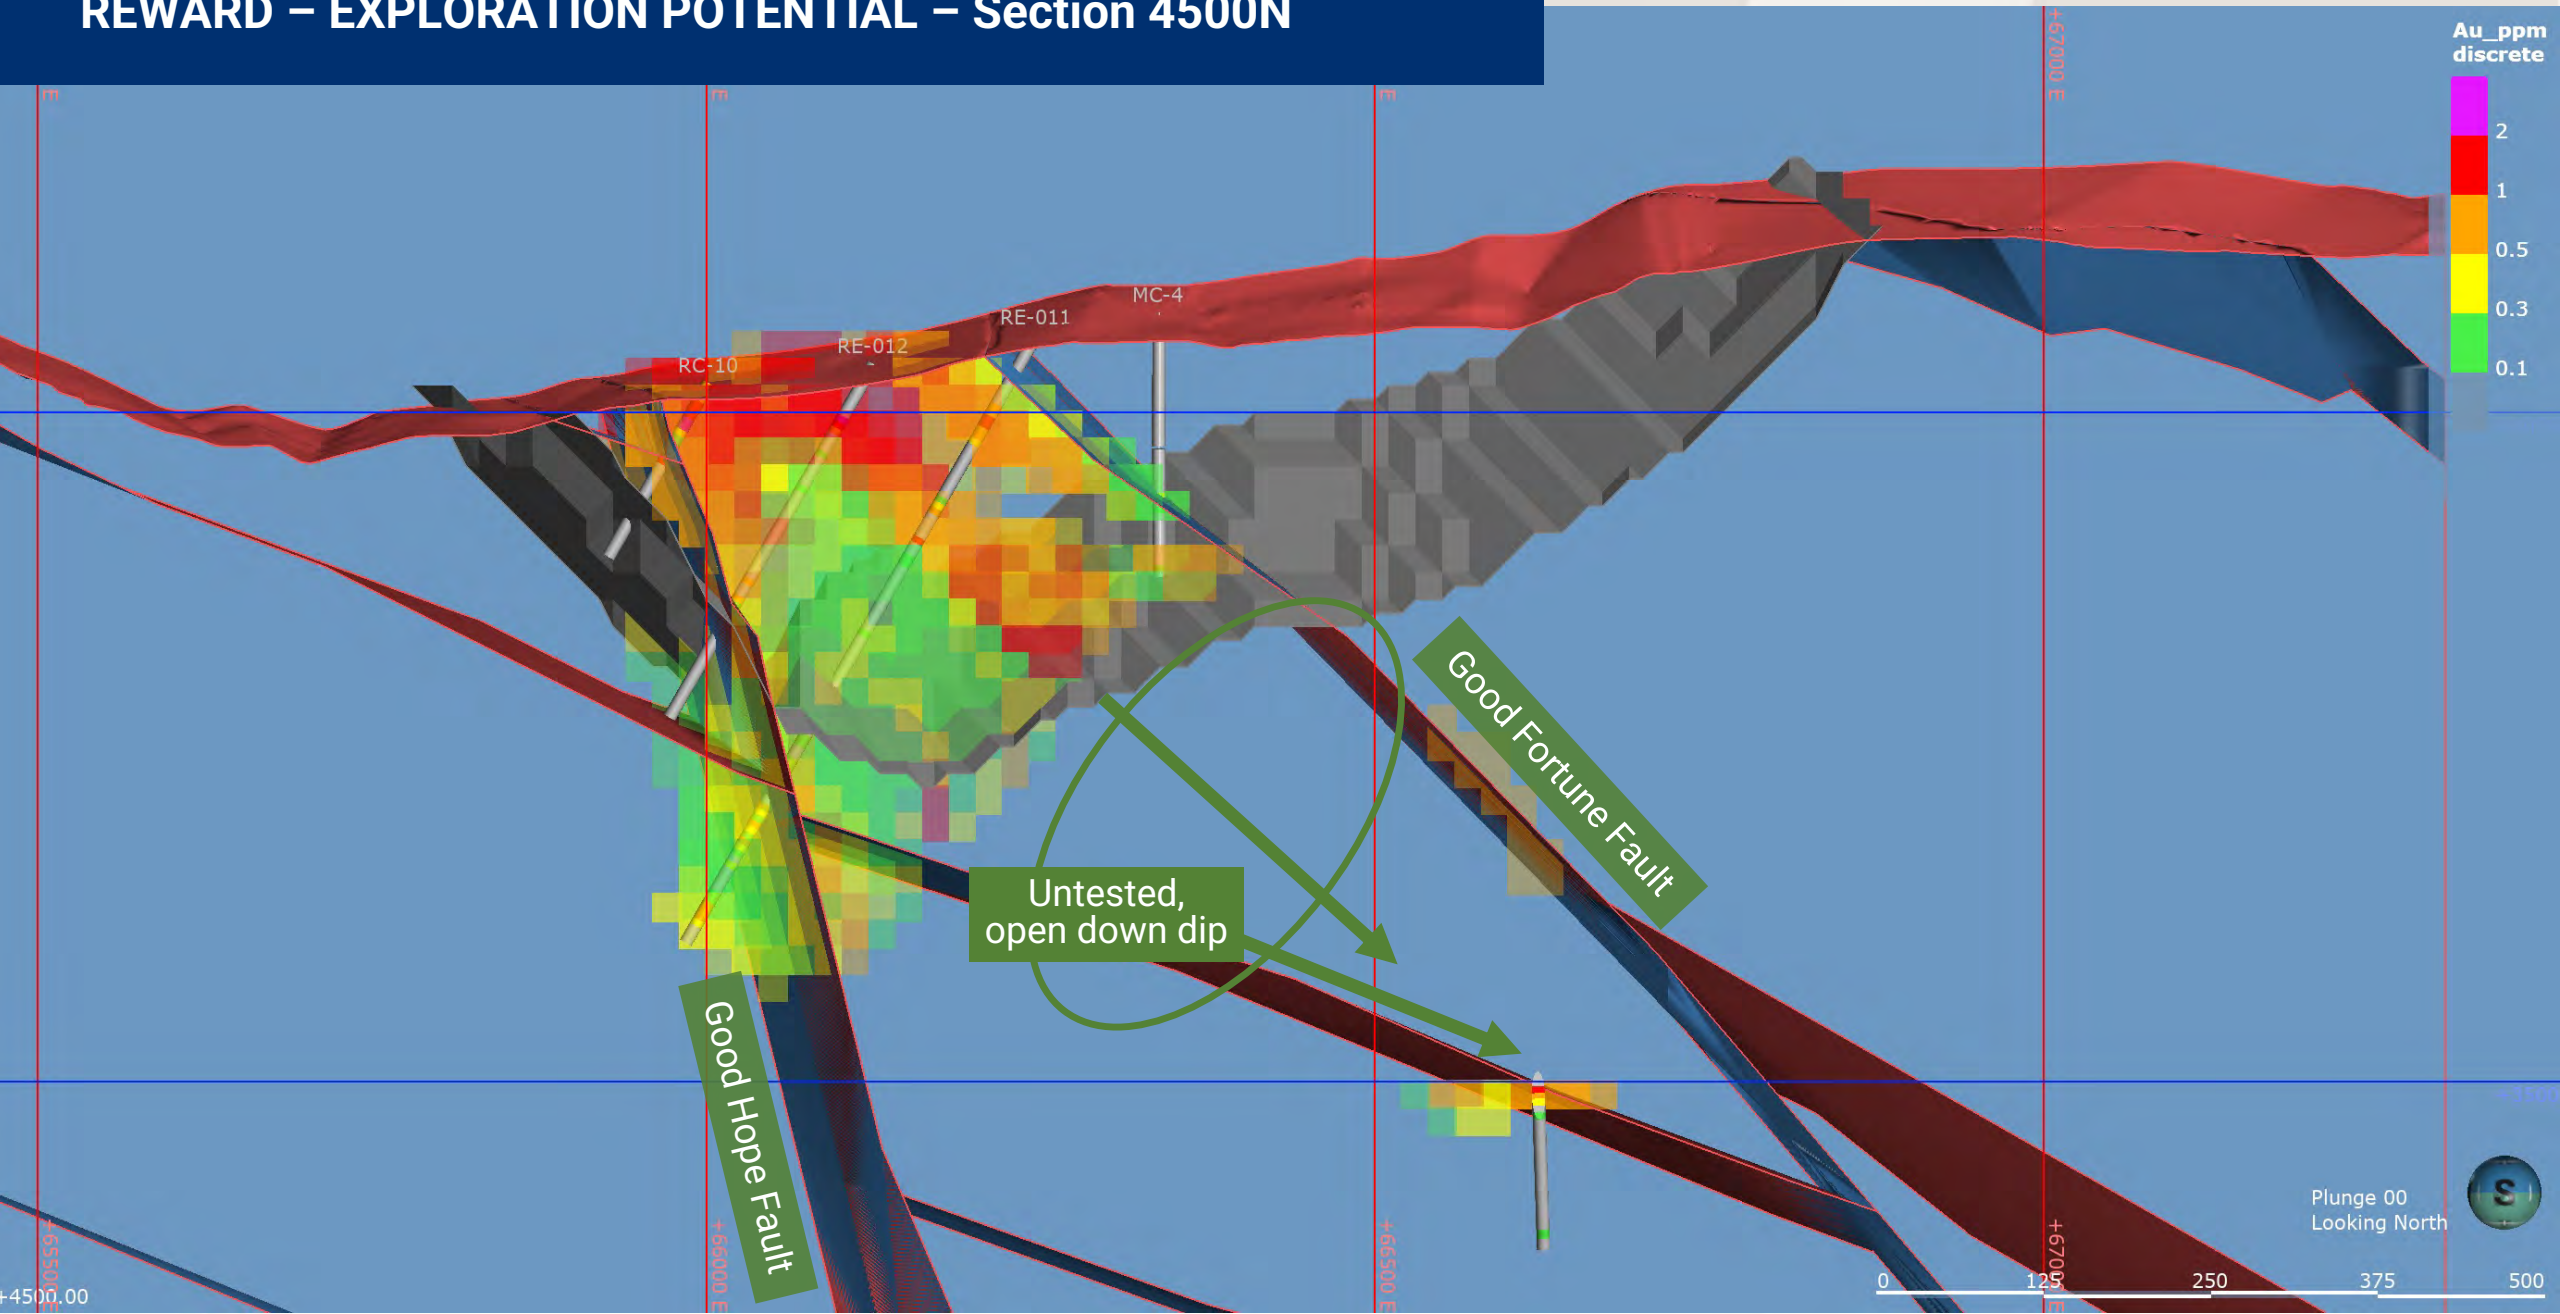 REWARD – EXPLORATION POTENTIAL – Section 4500N
Au_ppm
discrete
2
1
0.5
0.3
0.1
E
E
E
+67000 E
MC-4
RE-011
RE-012
RC-10
Good Fortune Fault
Untested,
open down dip
Good Hope Fault
Plunge 00
Looking North
S
+65500 E
+66000 E
+66500 E
+67000 E
0
125
250
375
500
+4500.00